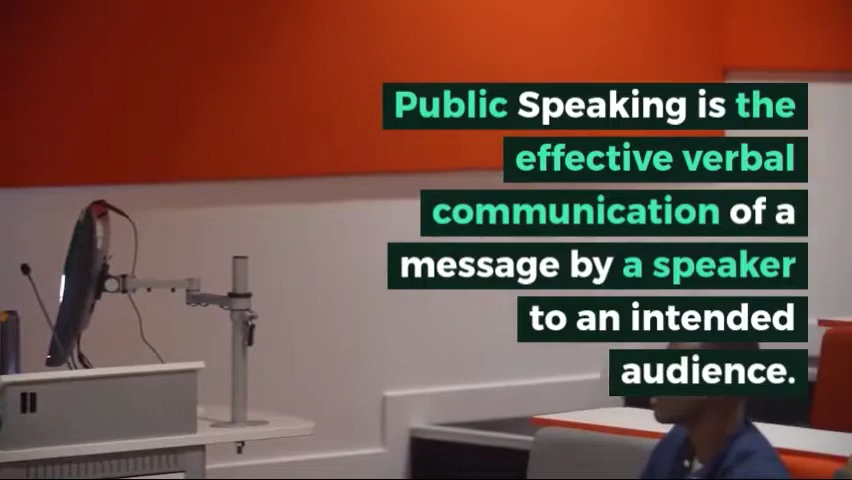 Public Speaking is the
effective verbal
communication of a
message by a speaker
to an intended
audience.